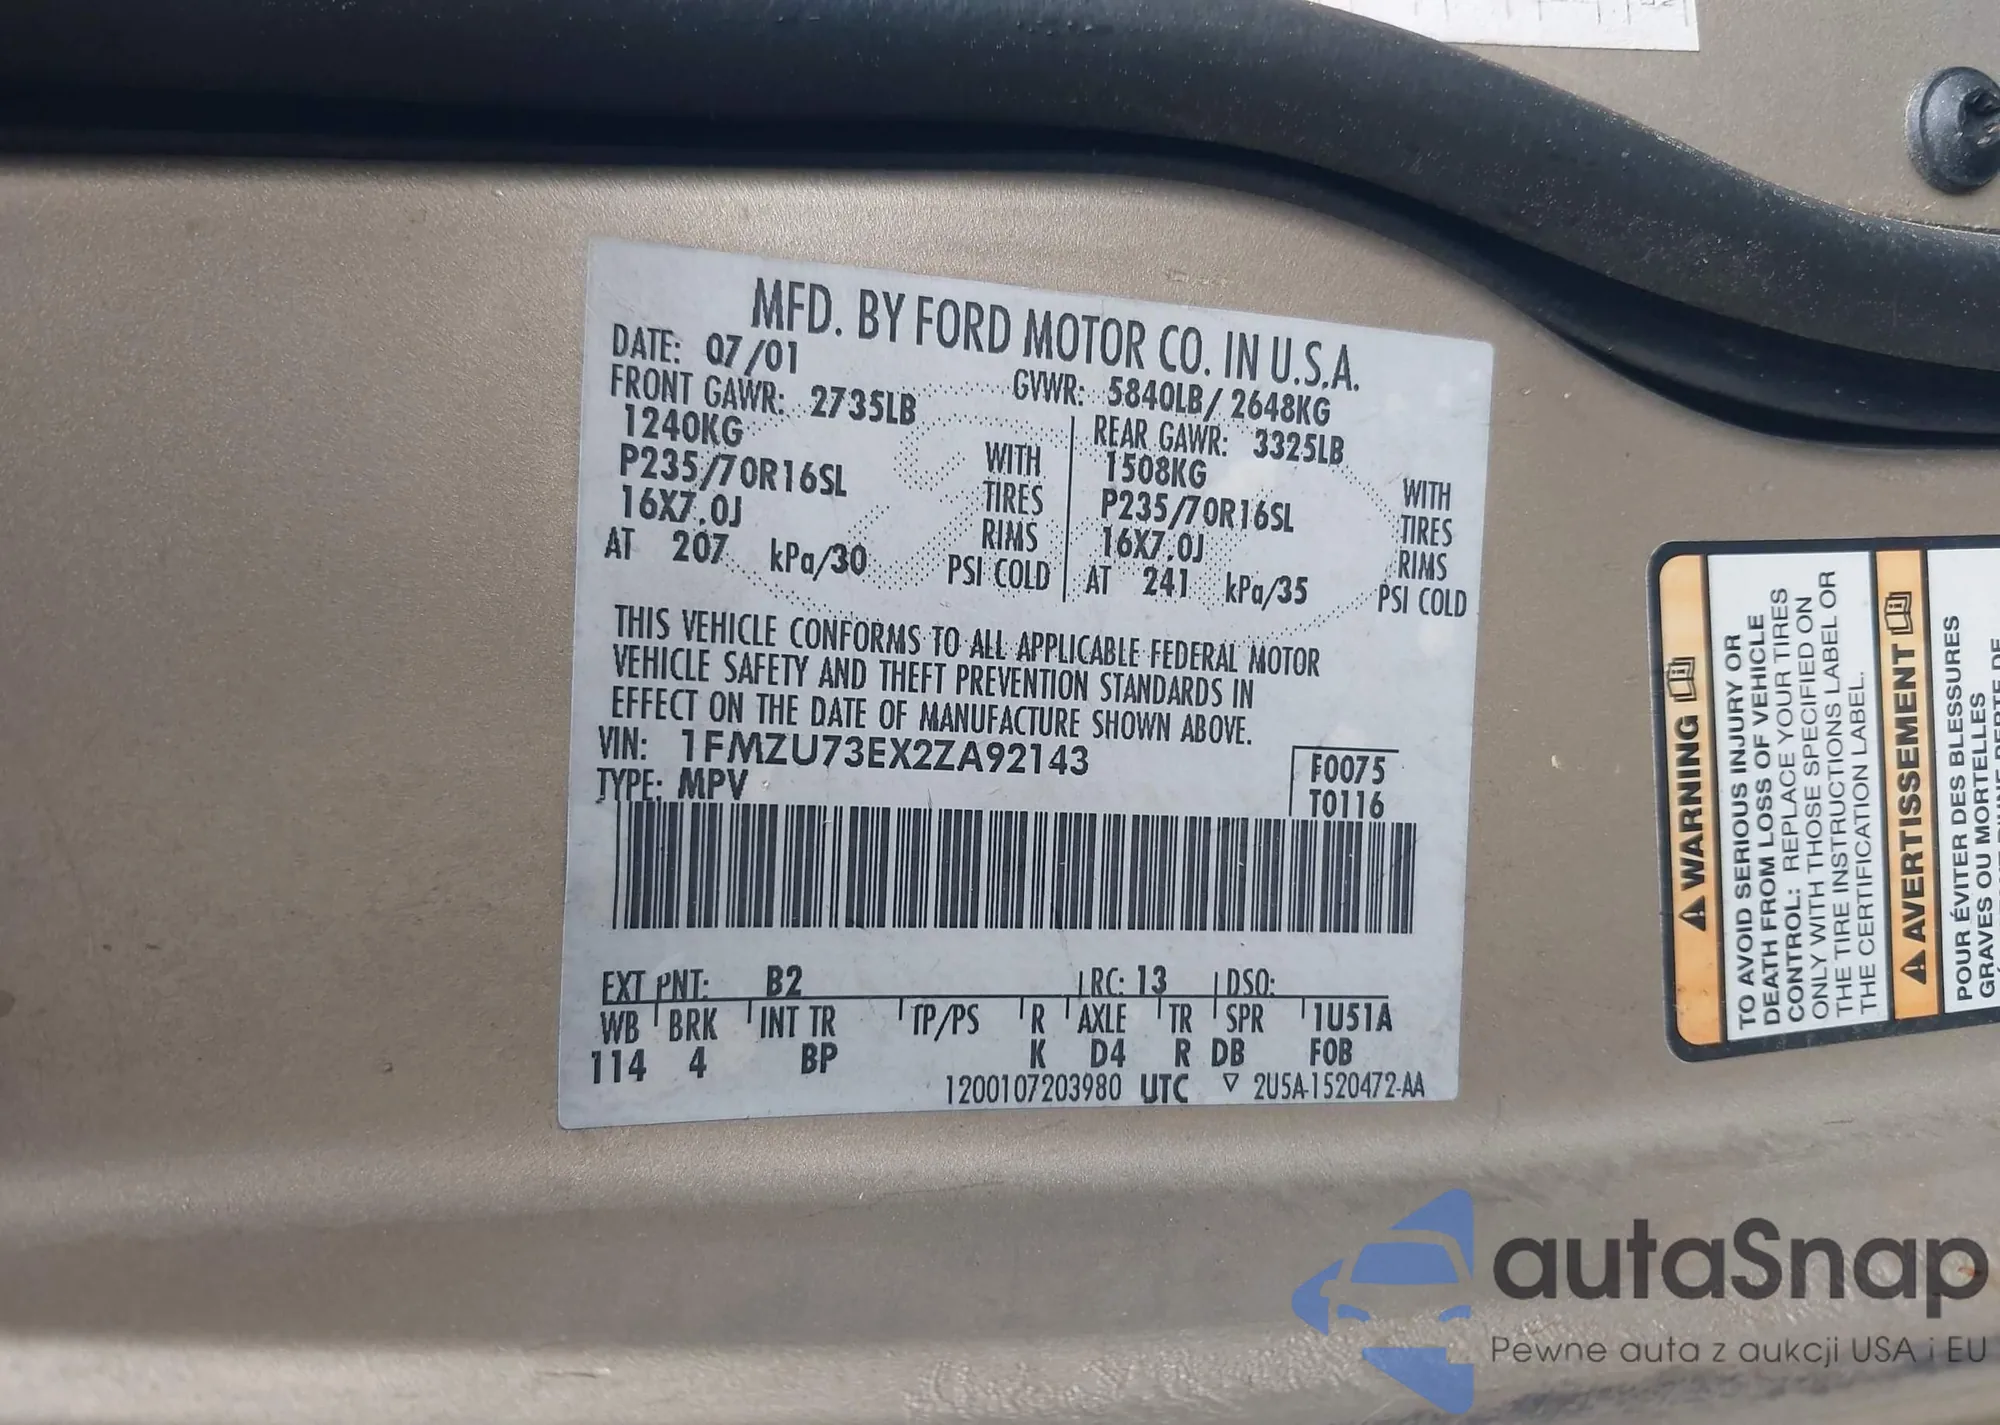 MFD. BY FORD MOTOR CO. IN U.S.A.
DATE: 07/01 GVWR: 5840LB/ 2648KG
FRONT GAWR: 2735LB REAR GAWR: 3325LB
1240KG WITH 1508KG WITH
P235/70R16SL TIRES P235/70R16SL TIRES
16X7.0J RIMS 16X7.0J RIMS
AT 207 kPa/30 PSI COLD AT 241 kPa/35 PSI COLD
THIS VEHICLE CONFORMS TO ALL APPLICABLE FEDERAL MOTOR
VEHICLE SAFETY AND THEFT PREVENTION STANDARDS IN
EFFECT ON THE DATE OF MANUFACTURE SHOWN ABOVE.
VIN: 1FMZU73EX2ZA92143
TYPE: MPV
F0075
T0116
EXT PNT: B2 RC: 13 DSO:
WB BRK INT TR TP/PS R AXLE TR SPR 1U51A
114 4 BP K D4 R DB F0B
1200107203980 UTC ▽ 2U5A-1520472-AA
⚠ WARNING
TO AVOID SERIOUS INJURY OR
DEATH FROM LOSS OF VEHICLE
CONTROL: REPLACE YOUR TIRES
ONLY WITH THOSE SPECIFIED ON
THE TIRE INSTRUCTIONS LABEL OR
THE CERTIFICATION LABEL.
⚠ AVERTISSEMENT
POUR ÉVITER DES BLESSURES
GRAVES OU MORTELLES
autaSnap
Pewne auta z aukcji USA i EU